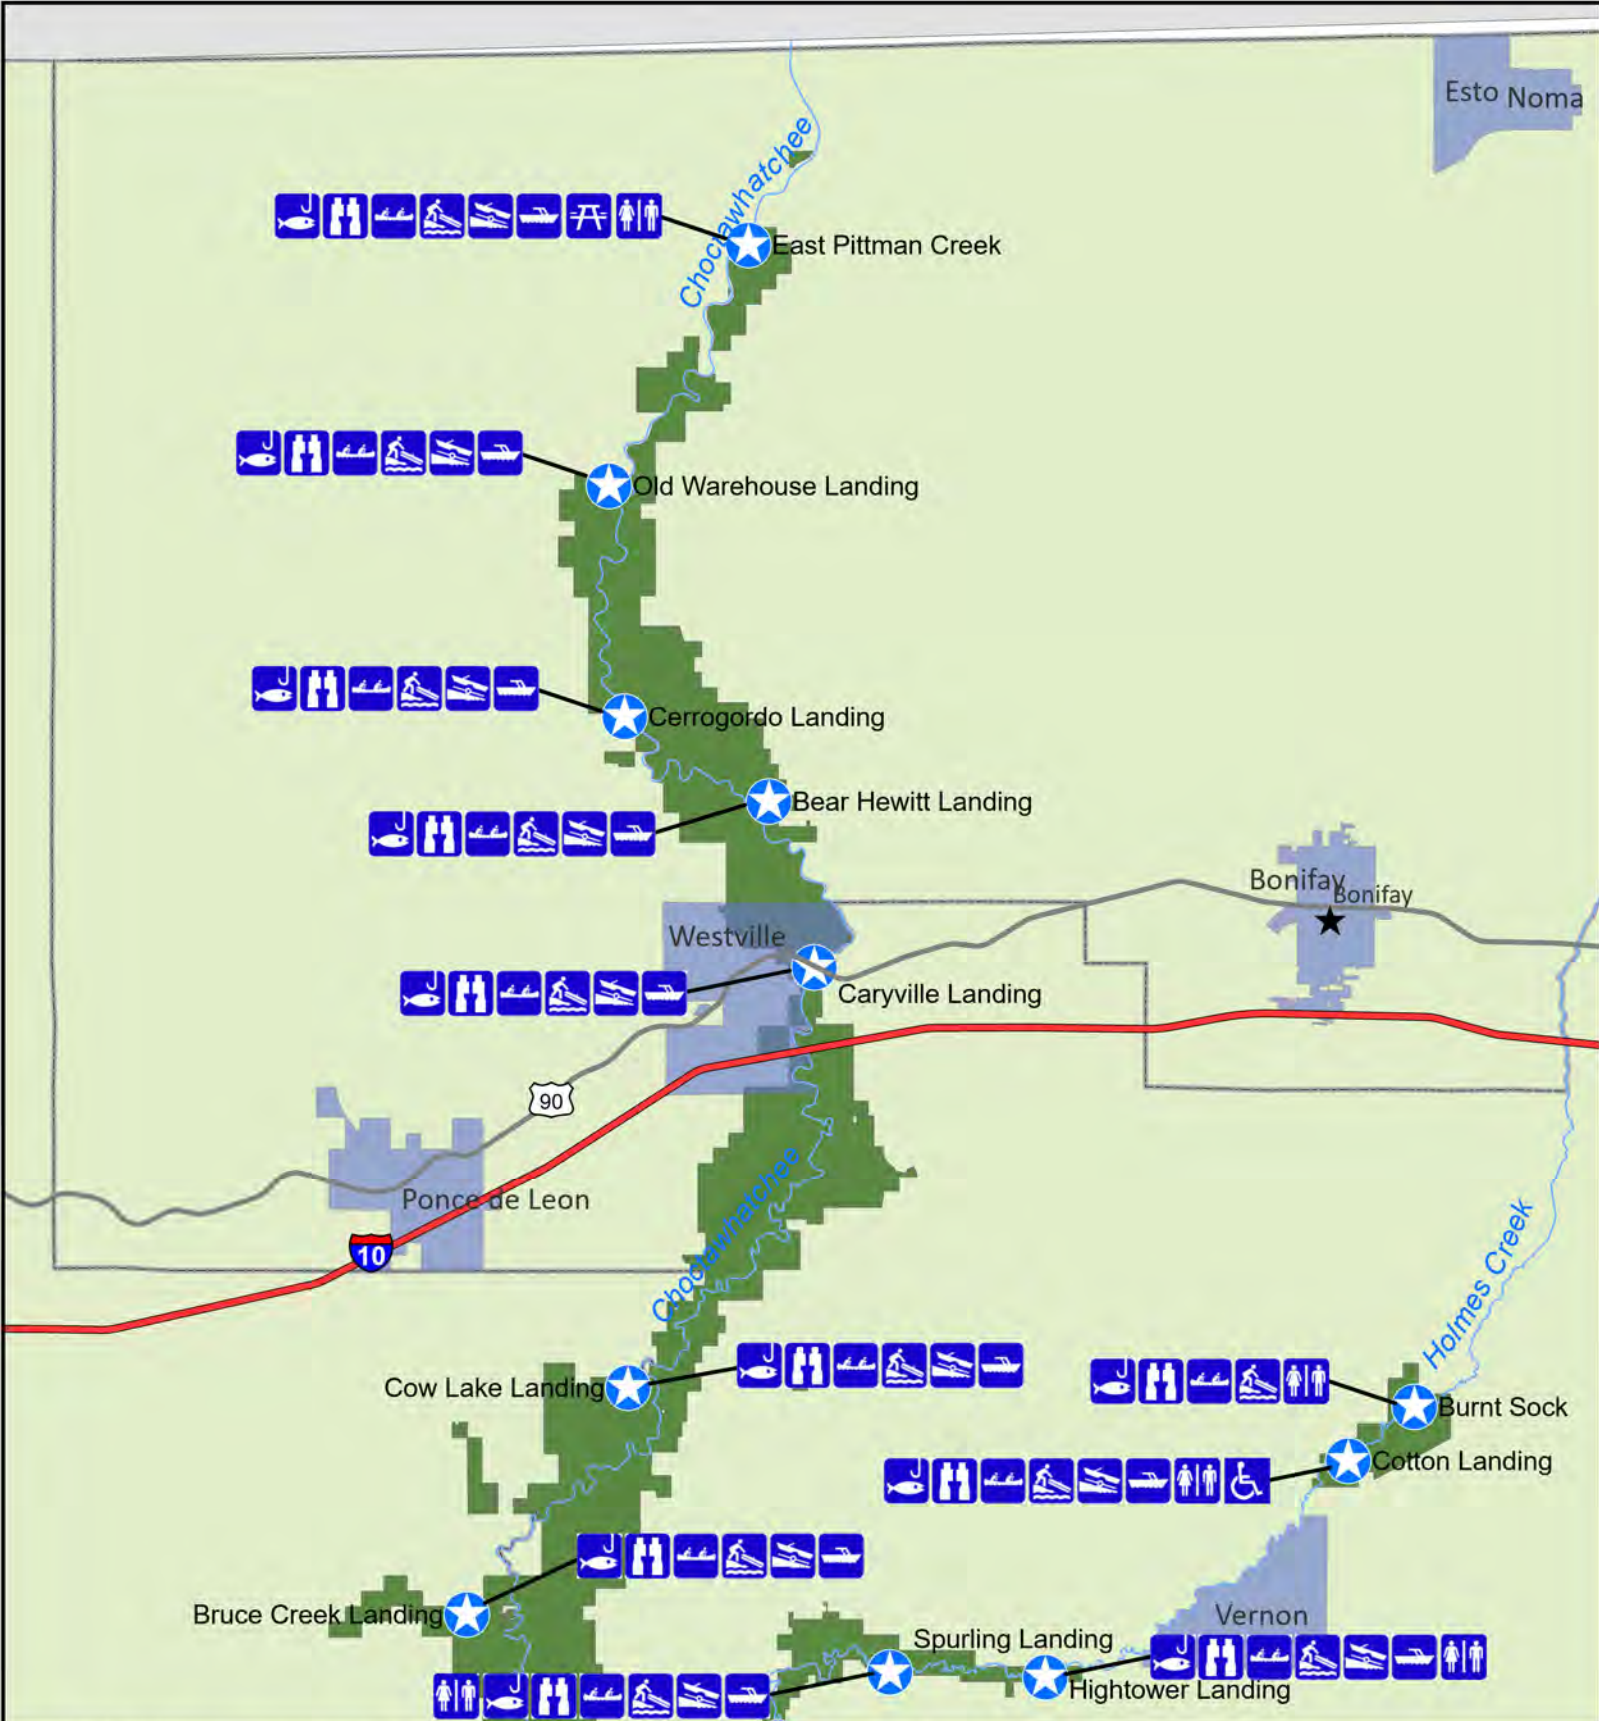 Esto Noma
Choctawhatchee
East Pittman Creek
Old Warehouse Landing
Cerrogordo Landing
Bear Hewitt Landing
Bonifay
Bonifay
Westville
Caryville Landing
90
Ponce de Leon
10
Choctawhatchee
Holmes Creek
Cow Lake Landing
Burnt Sock
Cotton Landing
Bruce Creek Landing
Vernon
Spurling Landing
Hightower Landing